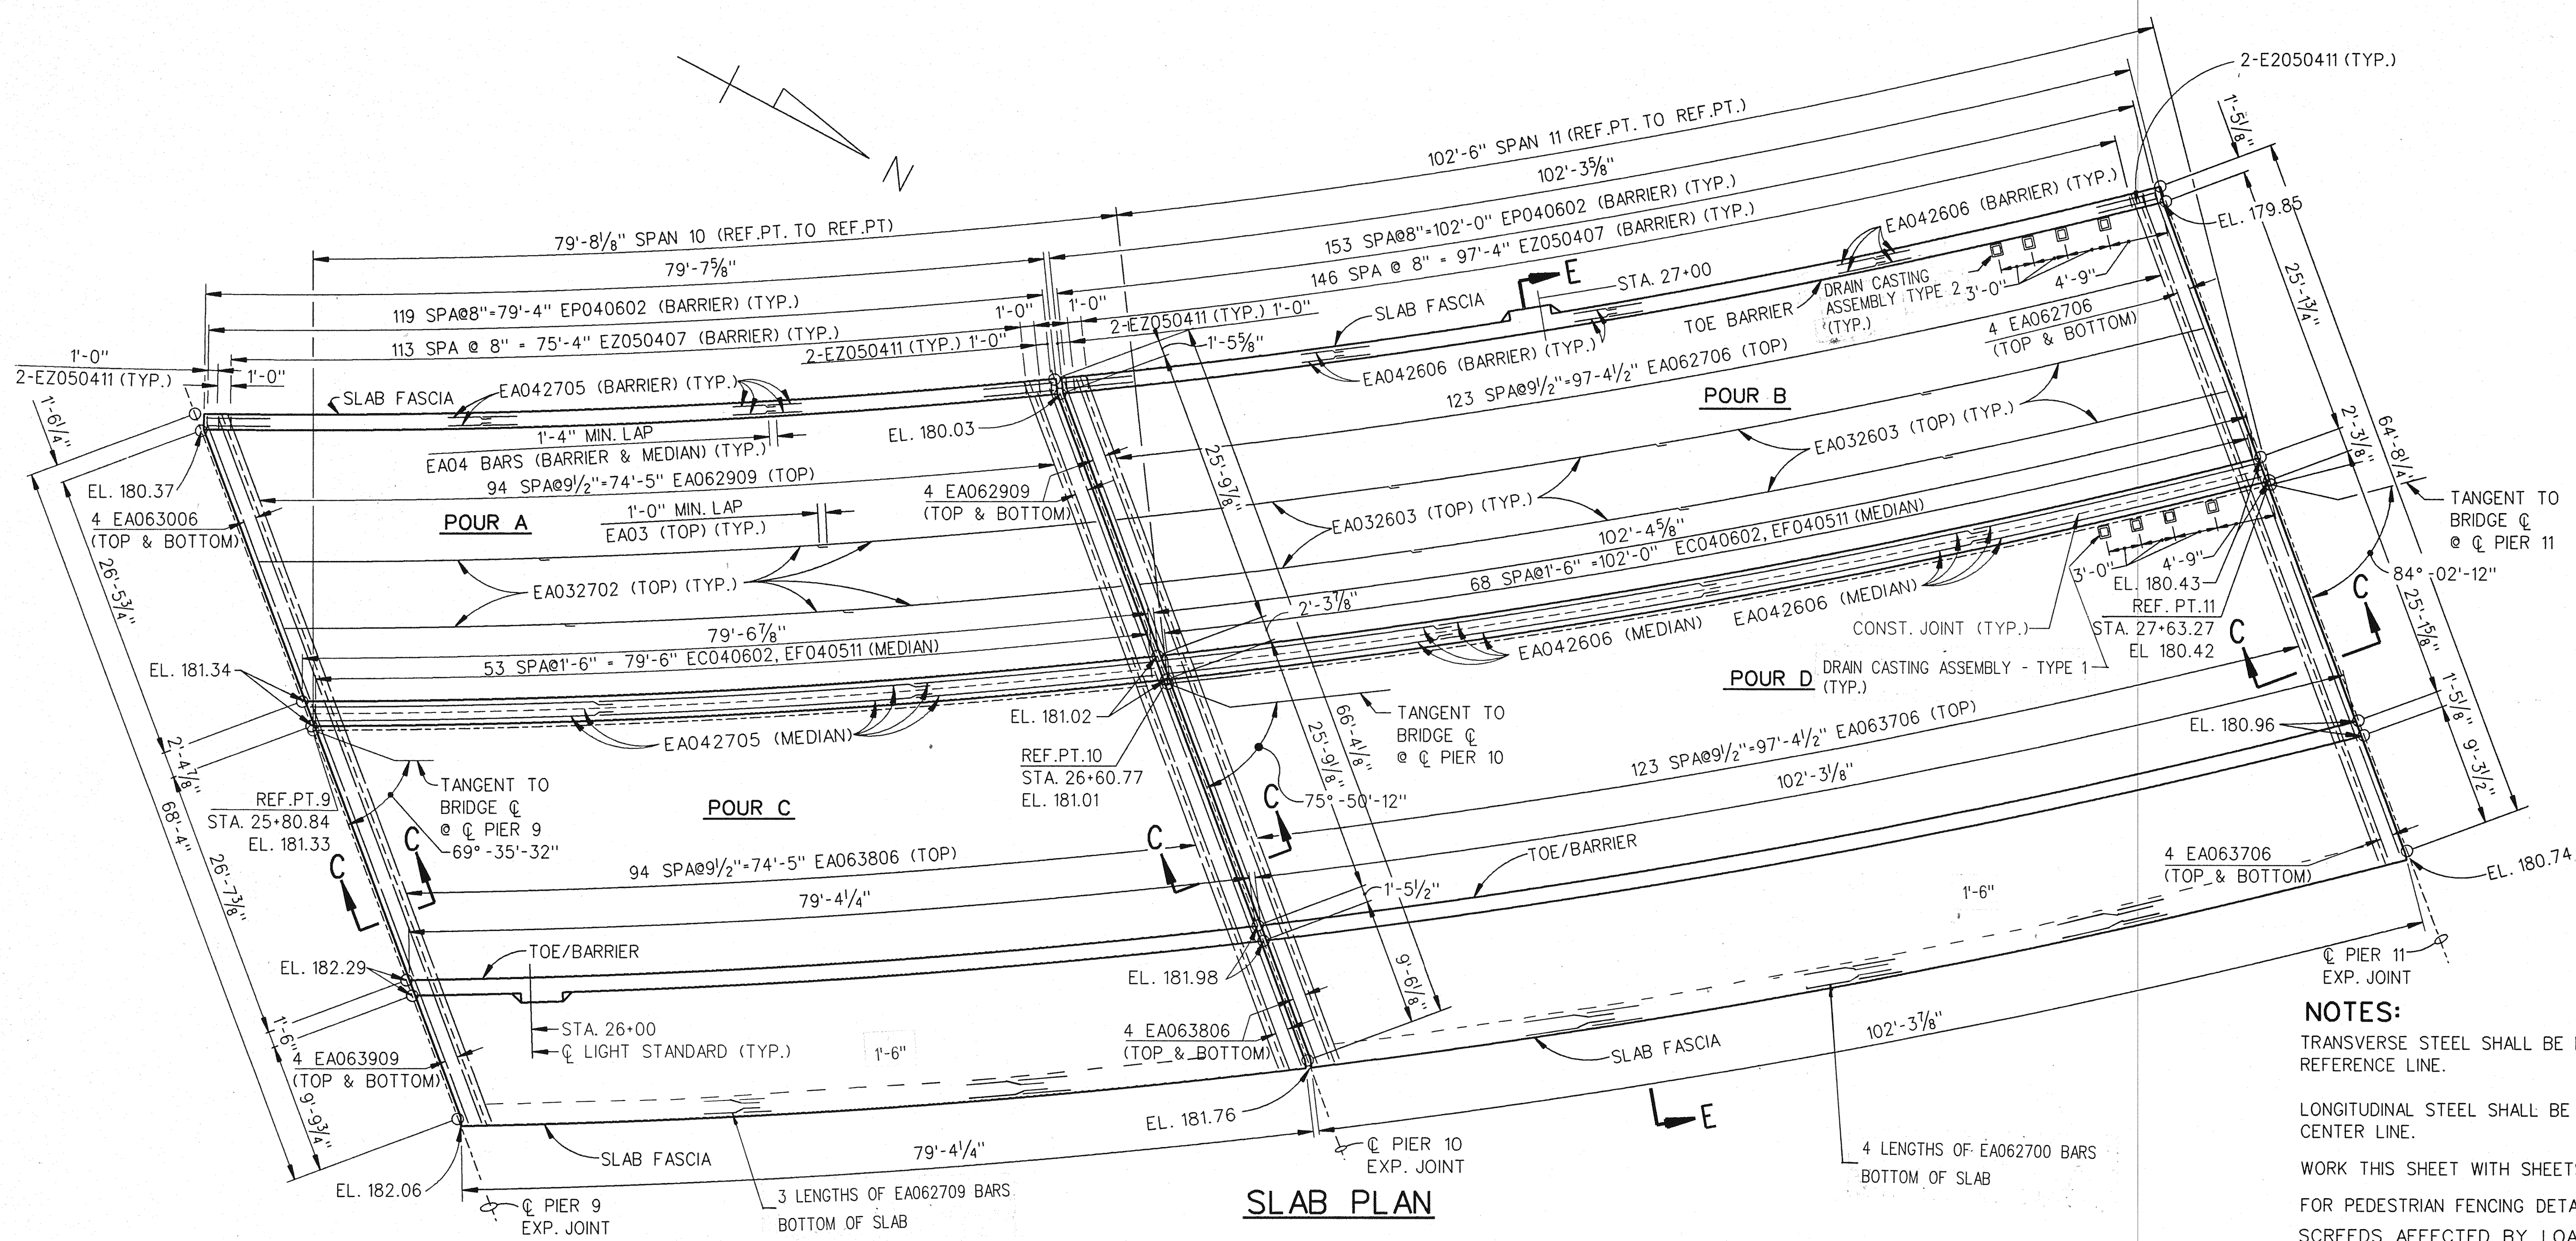 2-E2050411 (TYP.)
102'-6" SPAN 11 (REF.PT. TO REF.PT.)
102'-3⅝"
153 SPA@8"=102'-0" EP040602 (BARRIER) (TYP.)
146 SPA @ 8" = 97'-4" EZ050407 (BARRIER) (TYP.)
EA042606 (BARRIER) (TYP.)
1'-5⅛"
EL. 179.85
N
79'-8⅛" SPAN 10 (REF.PT. TO REF.PT)
79'-7⅝"
119 SPA@8"=79'-4" EP040602 (BARRIER) (TYP.)
113 SPA @ 8" = 75'-4" EZ050407 (BARRIER) (TYP.)
1'-0"
1'-0"
2-EZ050411 (TYP.) 1'-0"
2-EZ050411 (TYP.) 1'-0"
1'-5⅝"
E
STA. 27+00
SLAB FASCIA
TOE BARRIER
DRAIN CASTING
ASSEMBLY TYPE 2
(TYP.)
3'-0"
4'-9"
4 EA062706
(TOP & BOTTOM)
25'-1¾"
1'-0"
2-EZ050411 (TYP.)
1'-0"
1'-6¼"
SLAB FASCIA
EA042705 (BARRIER) (TYP.)
EA042606 (BARRIER) (TYP.)
123 SPA@9½"=97-4½" EA062706 (TOP)
POUR B
1'-4" MIN. LAP
EA04 BARS (BARRIER & MEDIAN) (TYP.)
EL. 180.03
EL. 180.37
94 SPA@9½"=74'-5" EA062909 (TOP)
4 EA062909
(TOP & BOTTOM)
25'-9⅞"
EA032603 (TOP) (TYP.)
EA032603 (TOP) (TYP.)
2'-3⅛"
64'-8¼"
4 EA063006
(TOP & BOTTOM)
POUR A
1'-0" MIN. LAP
EA03 (TOP) (TYP.)
26'-5¾"
EA032702 (TOP) (TYP.)
102'-4⅝"
68 SPA@1'-6" =102'-0" EC040602, EF040511 (MEDIAN)
TANGENT TO
BRIDGE ℄
@ ℄ PIER 11
84° -02'-12"
3'-0"
4'-9"
EL. 180.43
REF. PT.11
STA. 27+63.27
EL 180.42
C
C
25'-1⅝"
79'-6⅞"
53 SPA@1'-6" = 79'-6" EC040602, EF040511 (MEDIAN)
2'-3⅞"
EA042606 (MEDIAN)
EA042606 (MEDIAN)
CONST. JOINT (TYP.)
DRAIN CASTING ASSEMBLY - TYPE 1
(TYP.)
POUR D
EL. 181.34
EA042705 (MEDIAN)
EL. 181.02
TANGENT TO
BRIDGE ℄
@ ℄ PIER 10
66'-4⅛"
25'-9⅛"
75° -50'-12"
REF.PT.10
STA. 26+60.77
EL. 181.01
123 SPA@9½"=97'-4½" EA063706 (TOP)
102'-3⅛"
EL. 180.96
1'-5⅛"
9'-3½"
2'-4⅞"
68'-4"
REF.PT.9
STA. 25+80.84
EL. 181.33
TANGENT TO
BRIDGE ℄
@ ℄ PIER 9
69° -35'-32"
POUR C
C
C
C
C
26'-7⅜"
94 SPA@9½"=74'-5" EA063806 (TOP)
79'-4¼"
TOE/BARRIER
1'-5½"
1'-6"
4 EA063706
(TOP & BOTTOM)
EL. 180.74
EL. 182.29
TOE/BARRIER
EL. 181.98
9'-6⅛"
℄ PIER 11
EXP. JOINT
1'-6"
4 EA063909
(TOP & BOTTOM)
STA. 26+00
℄ LIGHT STANDARD (TYP.)
1'-6"
4 EA063806
(TOP & BOTTOM)
SLAB FASCIA
102'-3⅞"
9'-9¾"
EL. 182.06
SLAB FASCIA
79'-4¼"
EL. 181.76
℄ PIER 10
EXP. JOINT
E
4 LENGTHS OF EA062700 BARS
BOTTOM OF SLAB
℄ PIER 9
EXP. JOINT
3 LENGTHS OF EA062709 BARS
BOTTOM OF SLAB
SLAB PLAN
NOTES:
TRANSVERSE STEEL SHALL BE
REFERENCE LINE.
LONGITUDINAL STEEL SHALL BE
CENTER LINE.
WORK THIS SHEET WITH
FOR PEDESTRIAN FENCING
SCREEDS AFFECTED BY